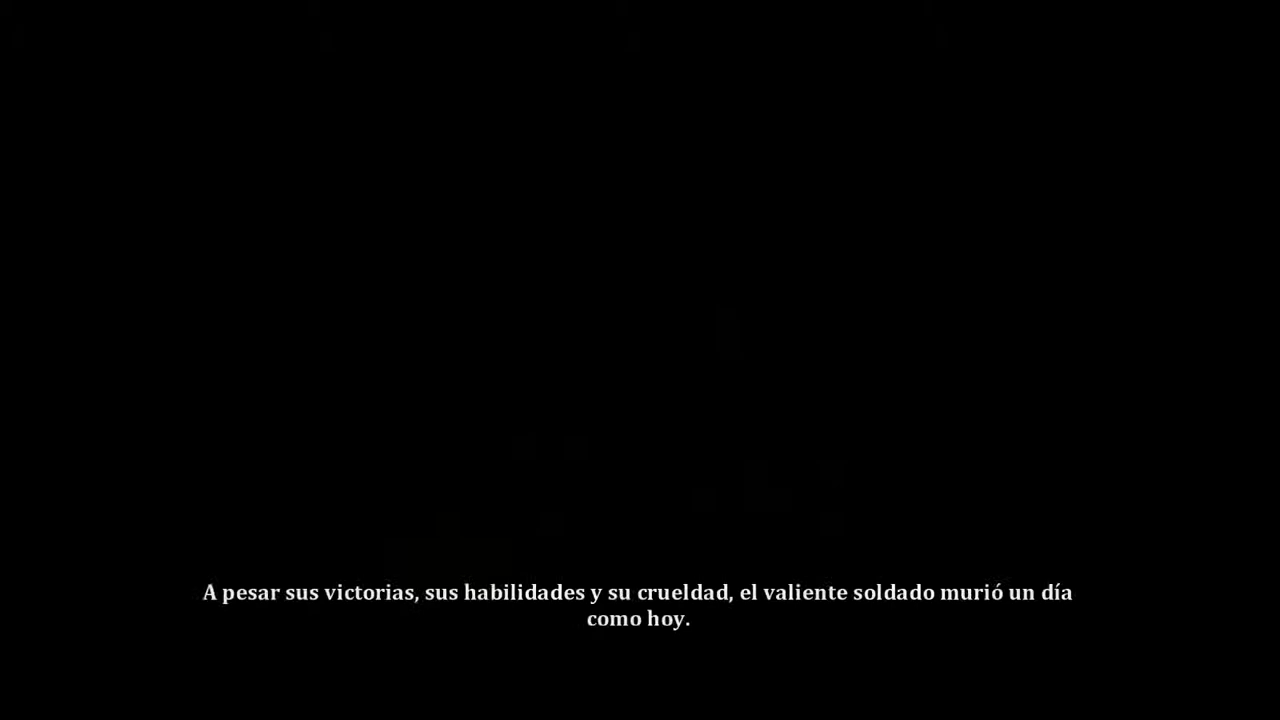 A pesar sus victorias, sus habilidades y su crueldad, el valiente soldado murió un día
como hoy.